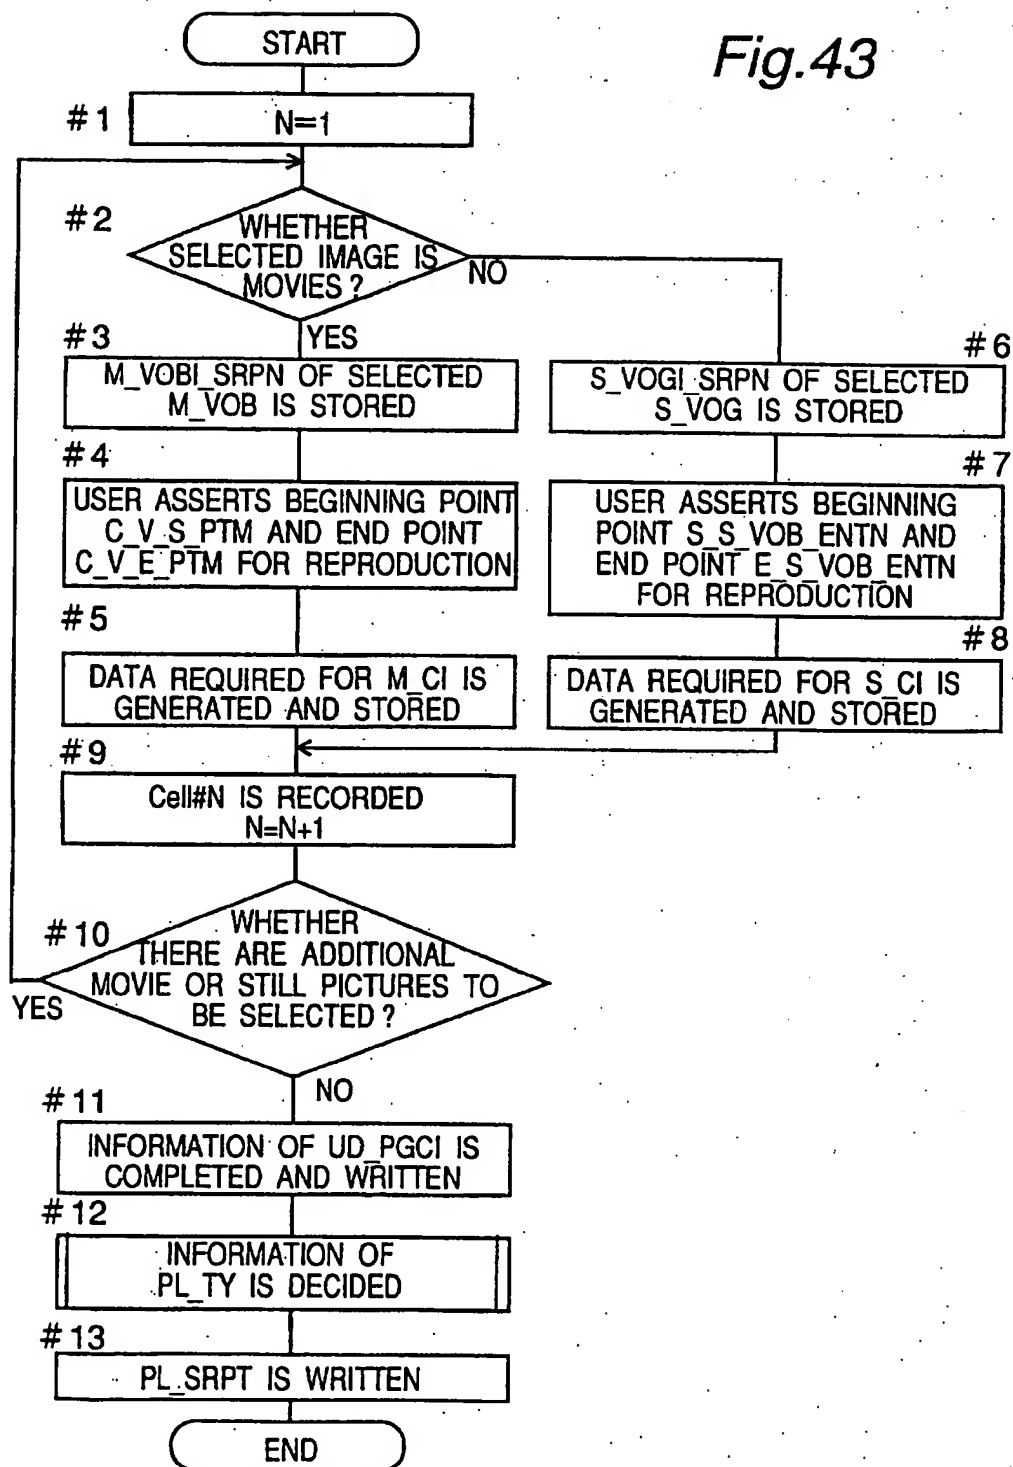 START
Fig.43
#1
N=1
#2
WHETHER
SELECTED IMAGE IS
MOVIES?
NO
#3
YES
M_VOBI_SRPN OF SELECTED
M_VOB IS STORED
#6
S_VOGI_SRPN OF SELECTED
S_VOG IS STORED
#4
USER ASSERTS BEGINNING POINT
C_V_S_PTM AND END POINT
C_V_E_PTM FOR REPRODUCTION
#7
USER ASSERTS BEGINNING
POINT S_S_VOB_ENTN AND
END POINT E_S_VOB_ENTN
FOR REPRODUCTION
#5
DATA REQUIRED FOR M_CI IS
GENERATED AND STORED
#8
DATA REQUIRED FOR S_CI IS
GENERATED AND STORED
#9
Cell#N IS RECORDED
N=N+1
#10
WHETHER
THERE ARE ADDITIONAL
MOVIE OR STILL PICTURES TO
BE SELECTED?
YES
NO
#11
INFORMATION OF UD_PGCI IS
COMPLETED AND WRITTEN
#12
INFORMATION OF
PL_TY IS DECIDED
#13
PL_SRPT IS WRITTEN
END